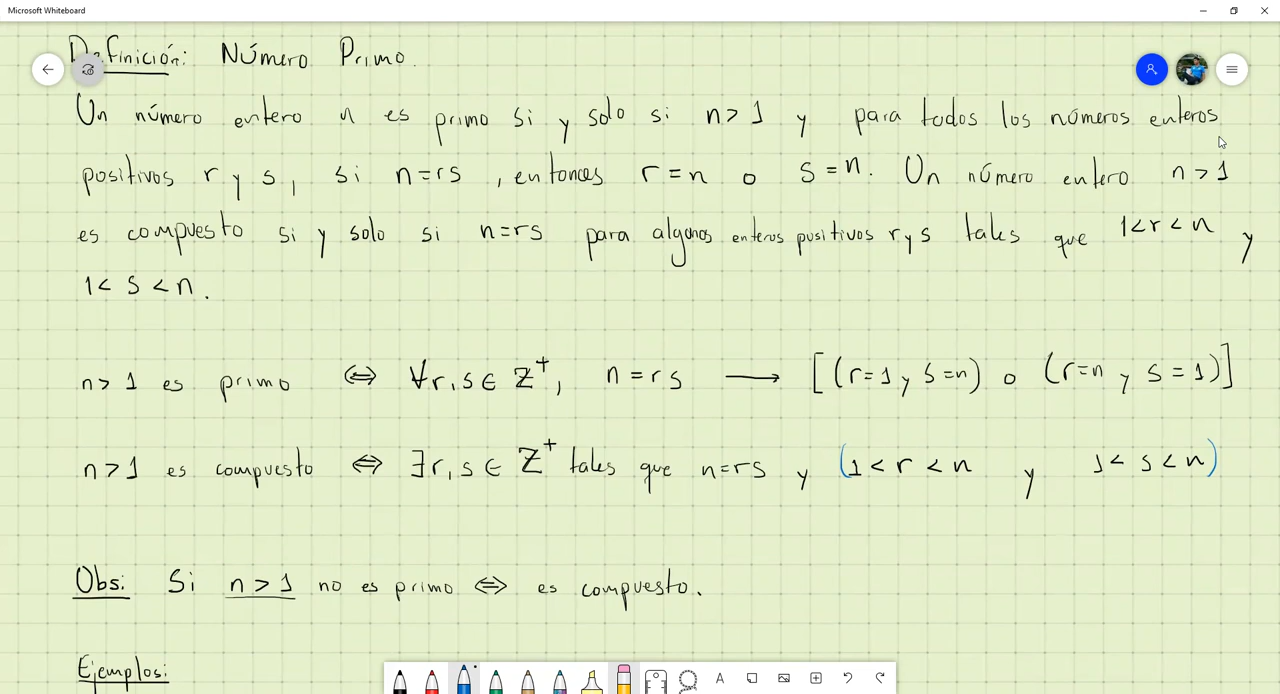 Microsoft Whiteboard
Definición: Número Primo.
Un número entero n es primo si y solo si n > 1 y para todos los números enteros
positivos r y s, si n = rs, entonces r = n o s = n. Un número entero n > 1
es compuesto si y solo si n = rs para algunos enteros positivos r y s tales que 1 < r < n y
1 < s < n.
n > 1 es primo ⇔ ∀r, s ∈ Z⁺, n = rs ⟶ [(r = 1 y s = n) o (r = n y s = 1)]
n > 1 es compuesto ⇔ ∃r, s ∈ Z⁺ tales que n = rs y (1 < r < n y 1 < s < n)
Obs: Si n > 1 no es primo ⇔ es compuesto.
Ejemplos: